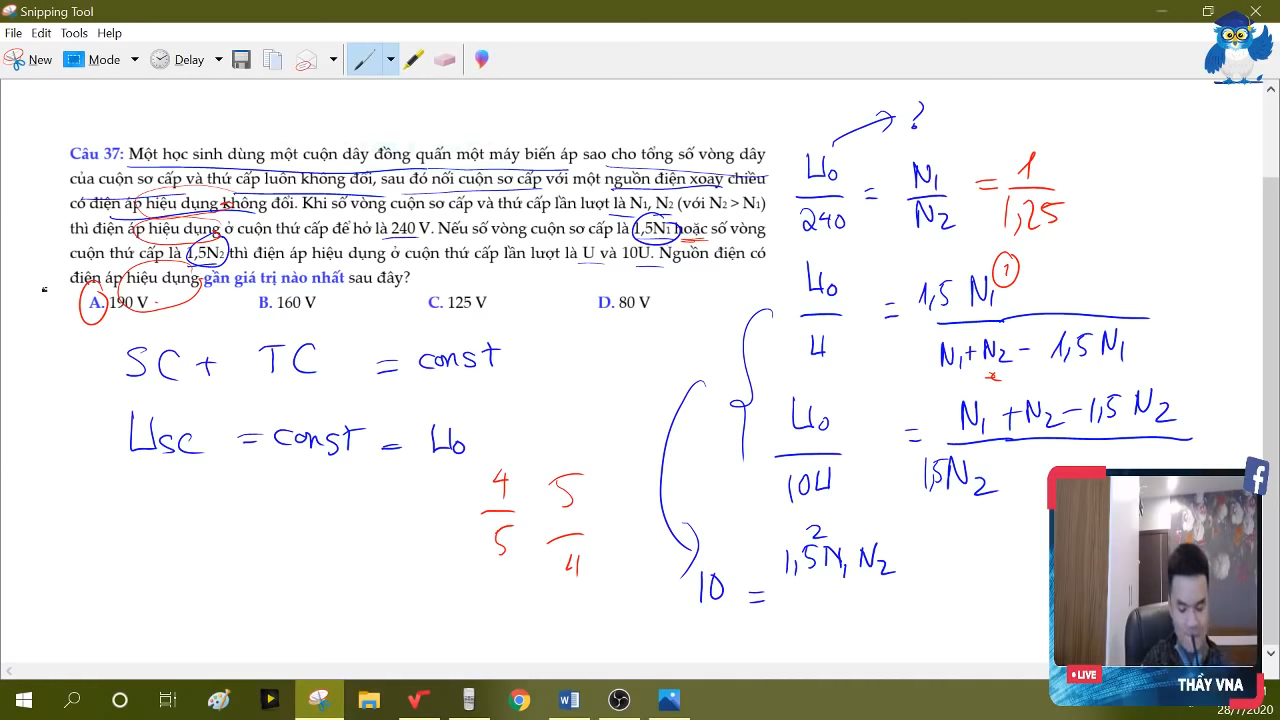 Snipping Tool
File Edit Tools Help
New Mode Delay
Câu 37: Một học sinh dùng một cuộn dây đồng quấn một máy biến áp sao cho tổng số vòng dây
của cuộn sơ cấp và thứ cấp luôn không đổi, sau đó nối cuộn sơ cấp với một nguồn điện xoay chiều
có điện áp hiệu dụng không đổi. Khi số vòng cuộn sơ cấp và thứ cấp lần lượt là N₁, N₂ (với N₂ > N₁)
thì điện áp hiệu dụng ở cuộn thứ cấp để hở là 240 V. Nếu số vòng cuộn sơ cấp là 1,5N₁ hoặc số vòng
cuộn thứ cấp là 1,5N₂ thì điện áp hiệu dụng ở cuộn thứ cấp lần lượt là U và 10U. Nguồn điện có
điện áp hiệu dụng gần giá trị nào nhất sau đây?
A. 190 V B. 160 V C. 125 V D. 80 V
?
U₀/240 = N₁/N₂ = 1/1,25
U₀/U = 1,5 N₁/(N₁+N₂ - 1,5 N₁)
1
SC + TC = const
U₀/10U = (N₁ + N₂ - 1,5 N₂)/1,5N₂
USC = const = U₀
4/5 5/4
10 = 1,5² N₁ N₂
LIVE
THẦY VNA
28/7/2020